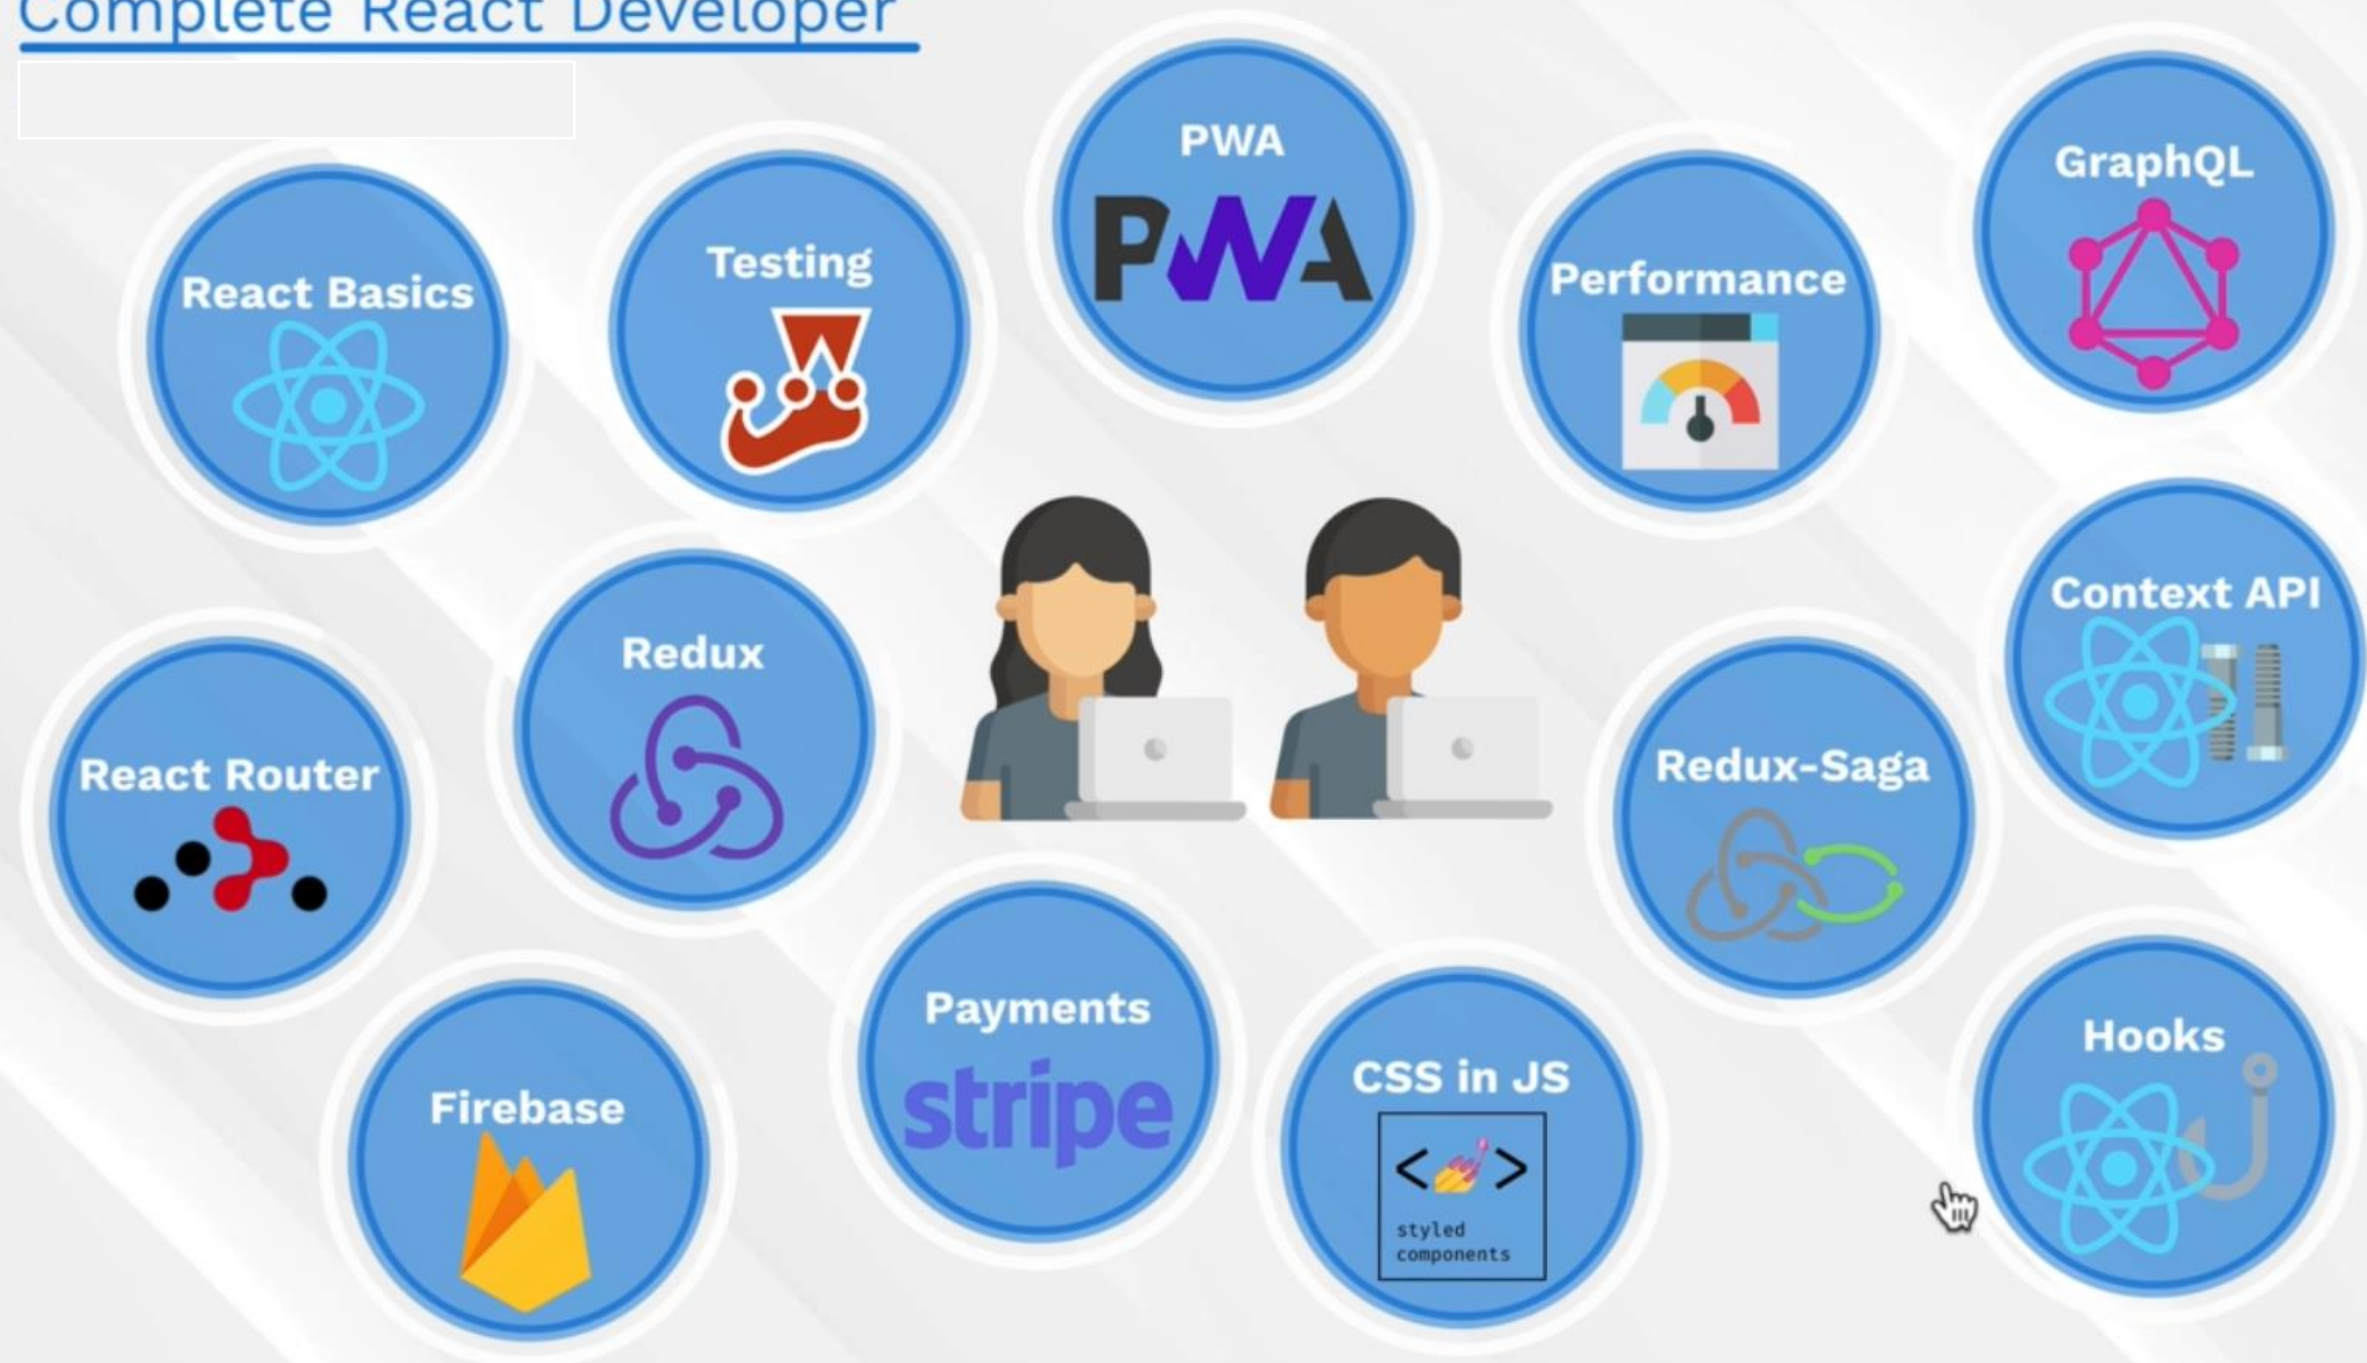 Complete React Developer
PWA
PWA
GraphQL
Testing
Performance
React Basics
Context API
Redux
React Router
Redux-Saga
Payments
stripe
Hooks
CSS in JS
styled
components
Firebase